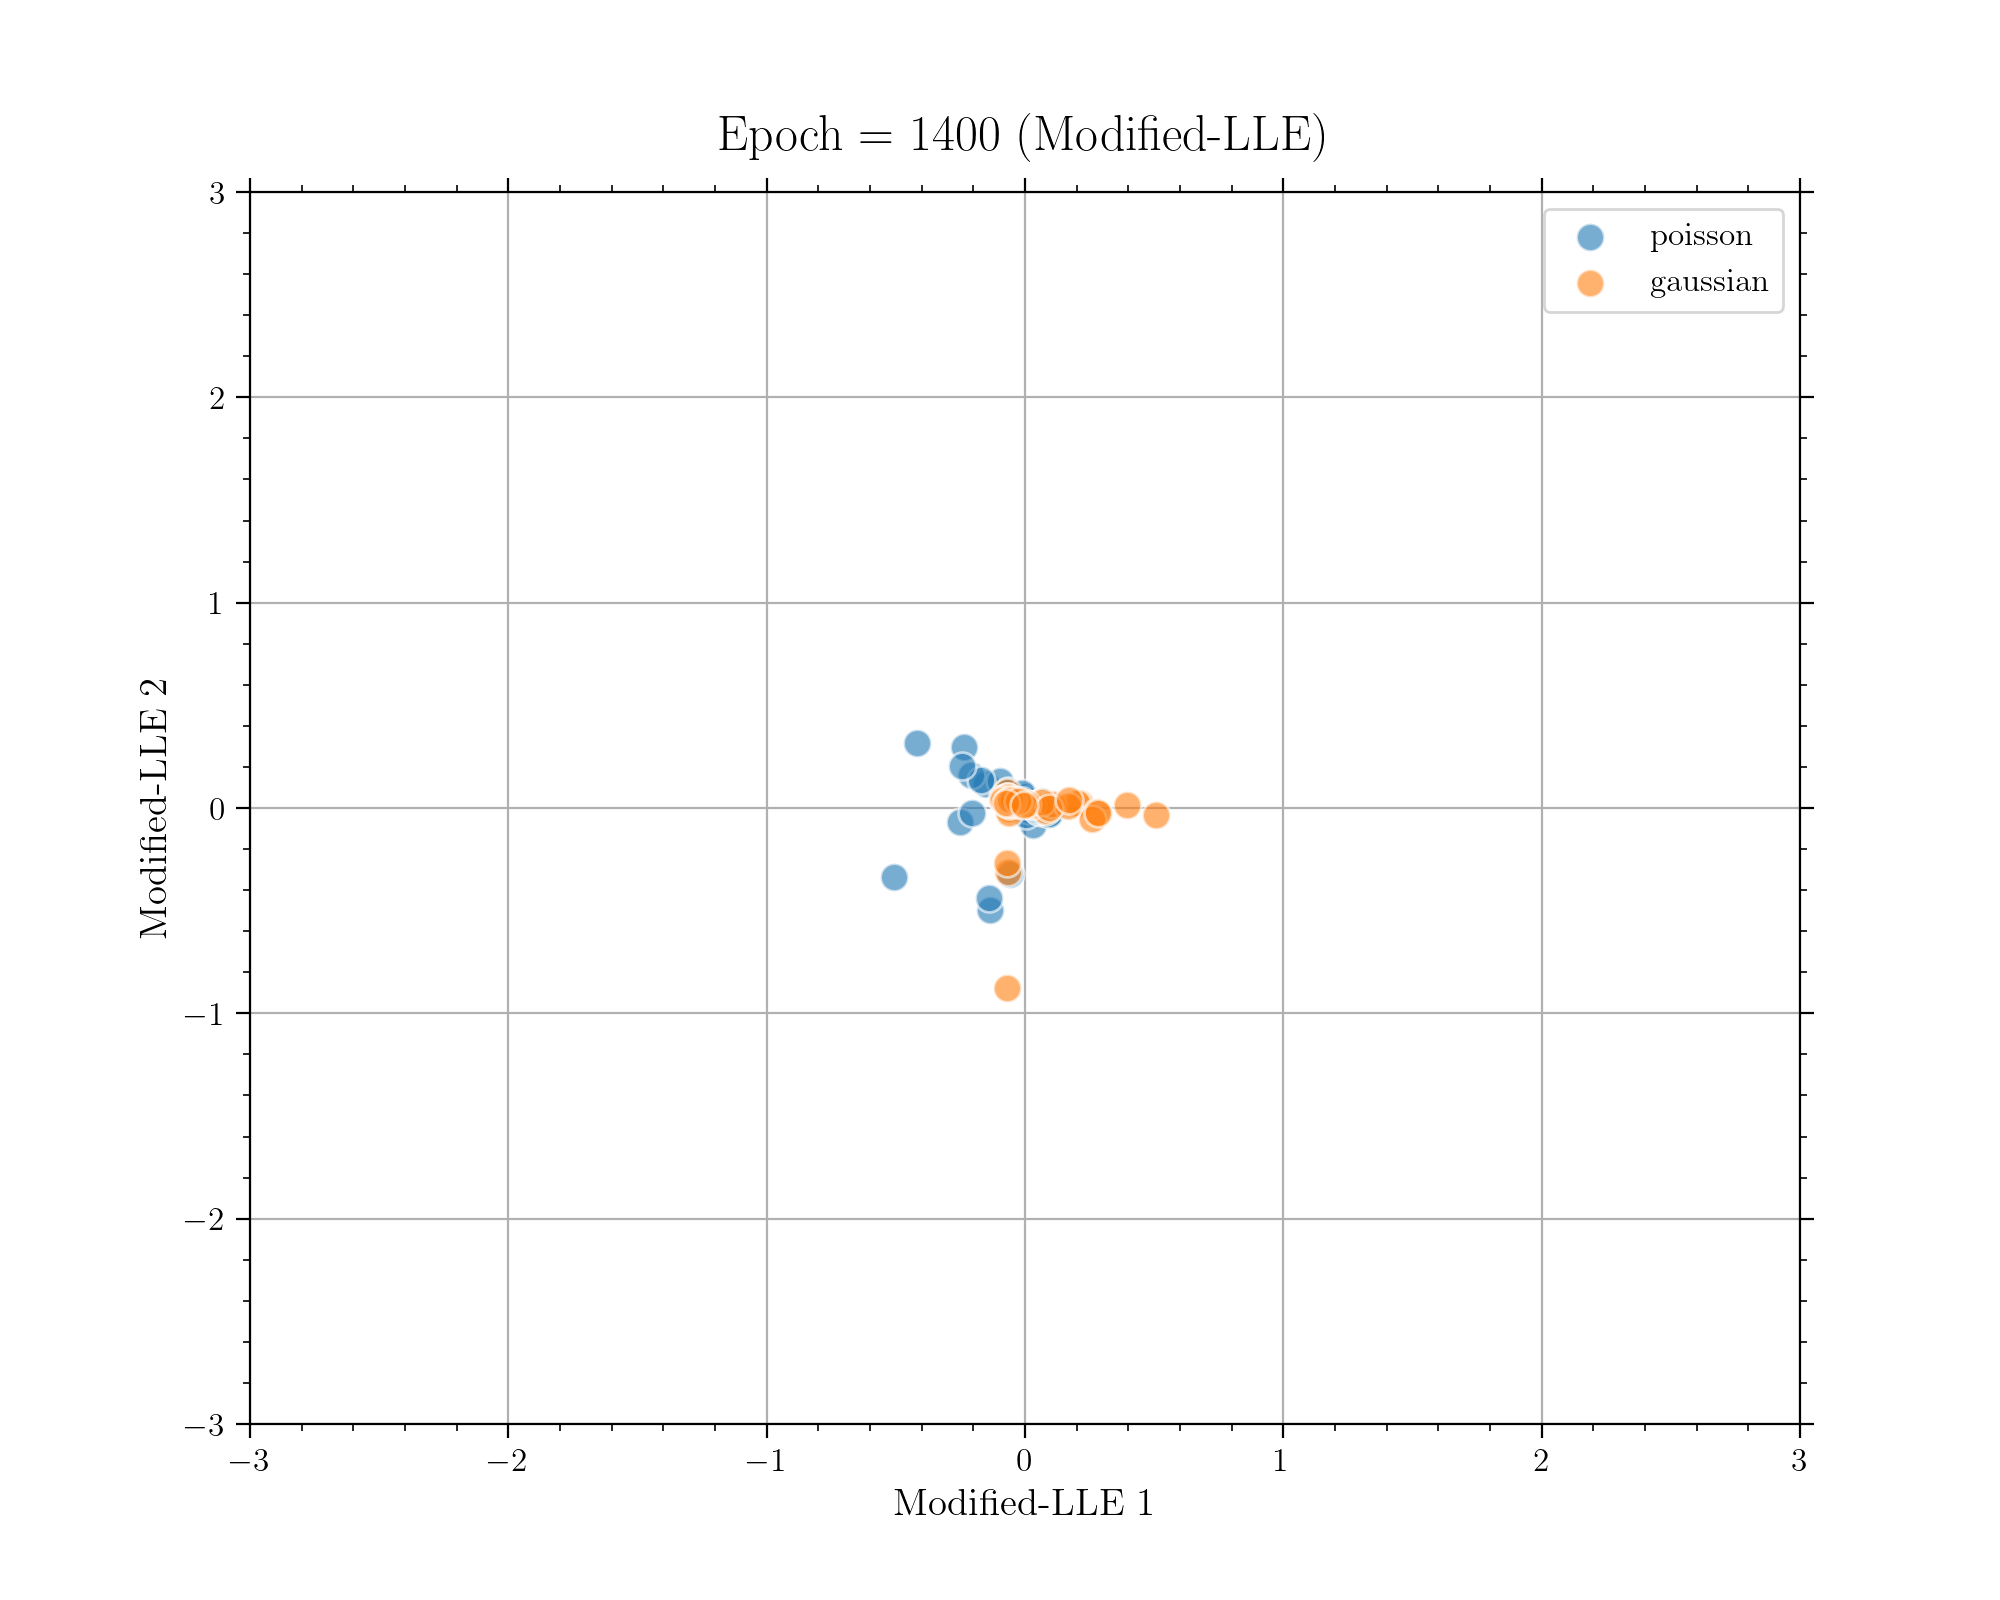 Epoch = 1400 (Modified-LLE)
poisson
gaussian
3
2
1
0
−1
−2
−3
Modified-LLE 2
−3 −2 −1 0 1 2 3
Modified-LLE 1